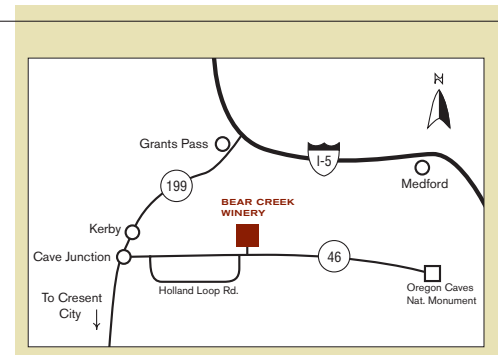 N
Grants Pass
I-5
Medford
199
BEAR CREEK
WINERY
Kerby
Cave Junction
46
Holland Loop Rd.
Oregon Caves
Nat. Monument
To Cresent
City